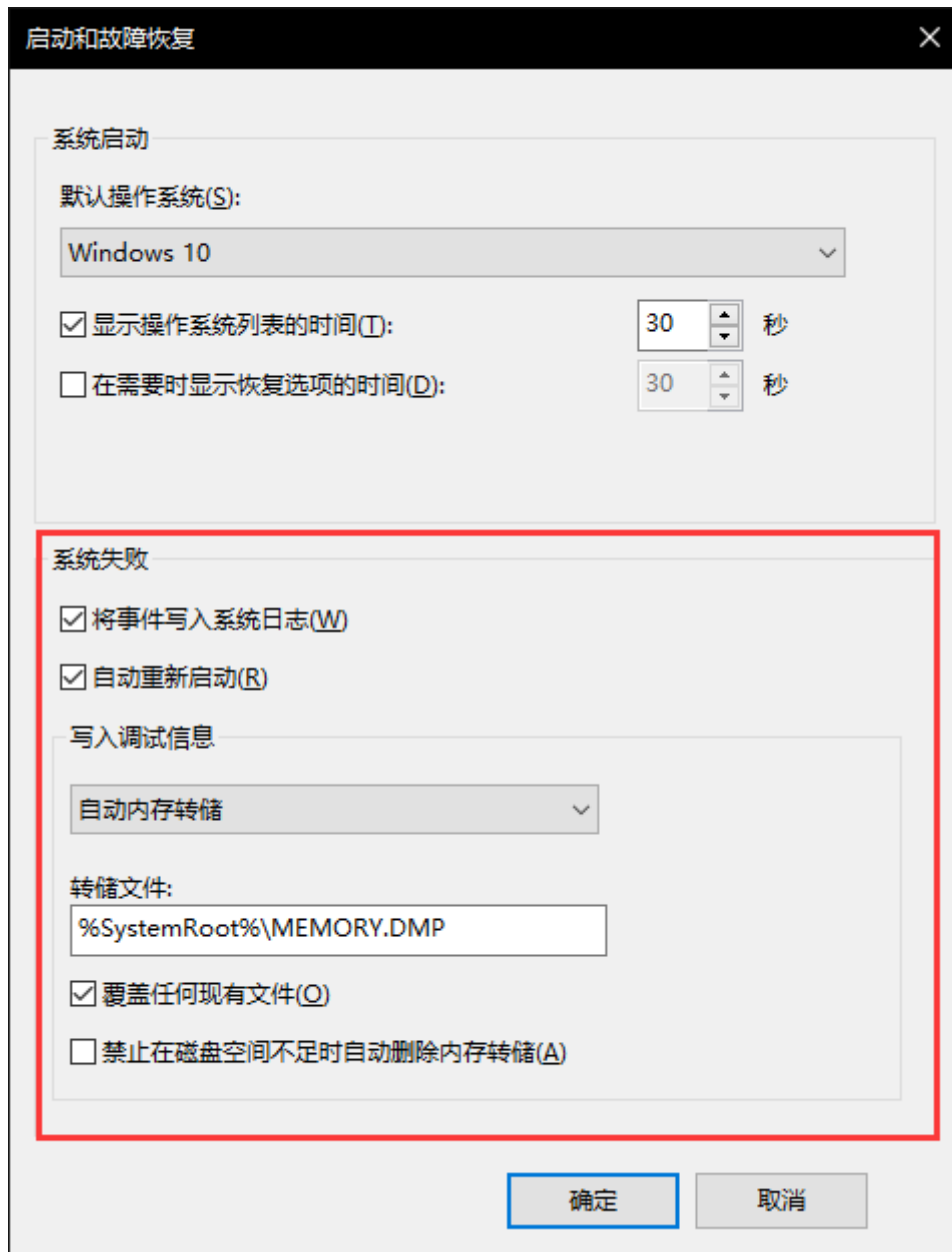 启动和故障恢复
系统启动
默认操作系统(S):
Windows 10
显示操作系统列表的时间(T): 30 秒
在需要时显示恢复选项的时间(D): 30 秒
系统失败
将事件写入系统日志(W)
自动重新启动(R)
写入调试信息
自动内存转储
转储文件:
%SystemRoot%\MEMORY.DMP
覆盖任何现有文件(O)
禁止在磁盘空间不足时自动删除内存转储(A)
确定 取消